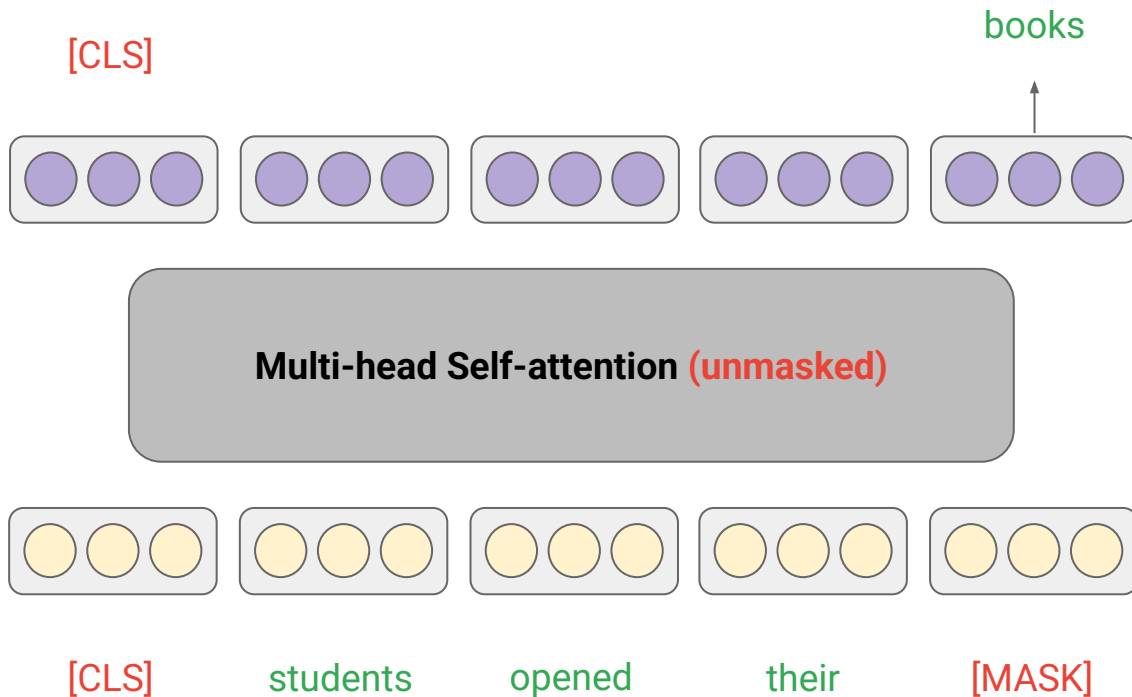 books
[CLS]
Multi-head Self-attention (unmasked)
[CLS] students opened their [MASK]